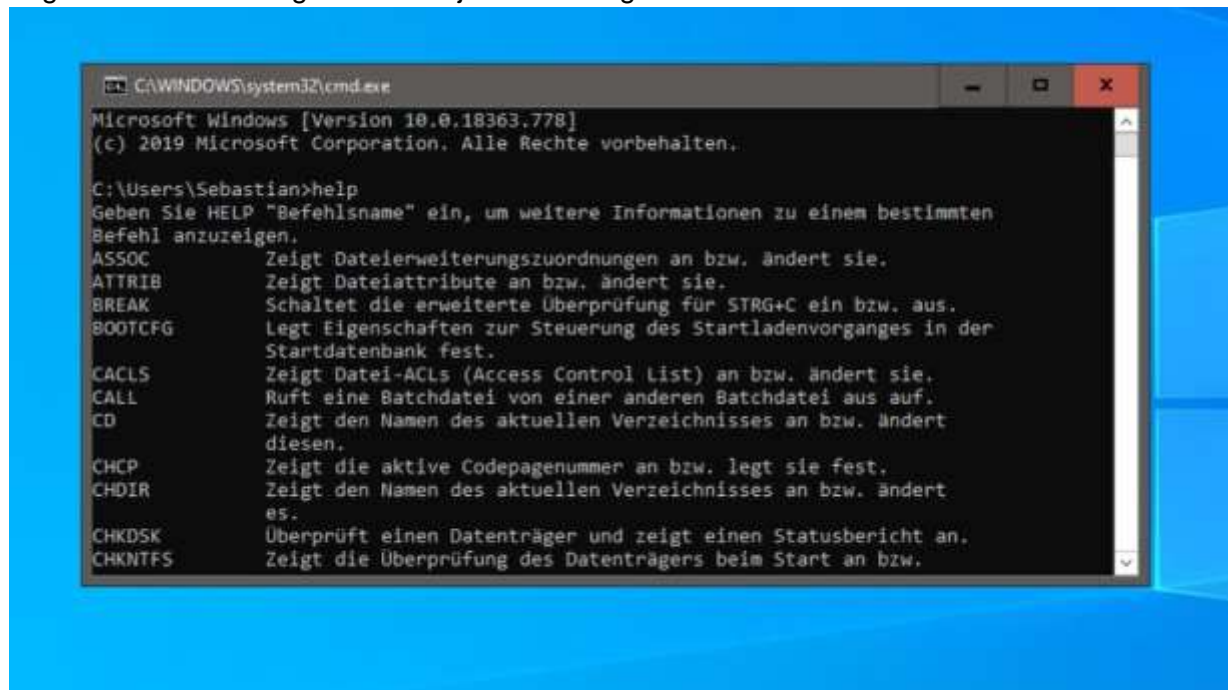 C:\WINDOWS\system32\cmd.exe
Microsoft Windows [Version 10.0.18363.778]
(c) 2019 Microsoft Corporation. Alle Rechte vorbehalten.
C:\Users\Sebastian>help
Geben Sie HELP "Befehlsname" ein, um weitere Informationen zu einem bestimmten
Befehl anzuzeigen.
ASSOC Zeigt Dateierweiterungszuordnungen an bzw. ändert sie.
ATTRIB Zeigt Dateiattribute an bzw. ändert sie.
BREAK Schaltet die erweiterte Überprüfung für STRG+C ein bzw. aus.
BOOTCFG Legt Eigenschaften zur Steuerung des Startladenvorganges in der
Startdatenbank fest.
CACLS Zeigt Datei-ACLs (Access Control List) an bzw. ändert sie.
CALL Ruft eine Batchdatei von einer anderen Batchdatei aus auf.
CD Zeigt den Namen des aktuellen Verzeichnisses an bzw. ändert
diesen.
CHCP Zeigt die aktive Codepagenummer an bzw. legt sie fest.
CHDIR Zeigt den Namen des aktuellen Verzeichnisses an bzw. ändert
es.
CHKDSK Überprüft einen Datenträger und zeigt einen Statusbericht an.
CHKNTFS Zeigt die Überprüfung des Datenträgers beim Start an bzw.